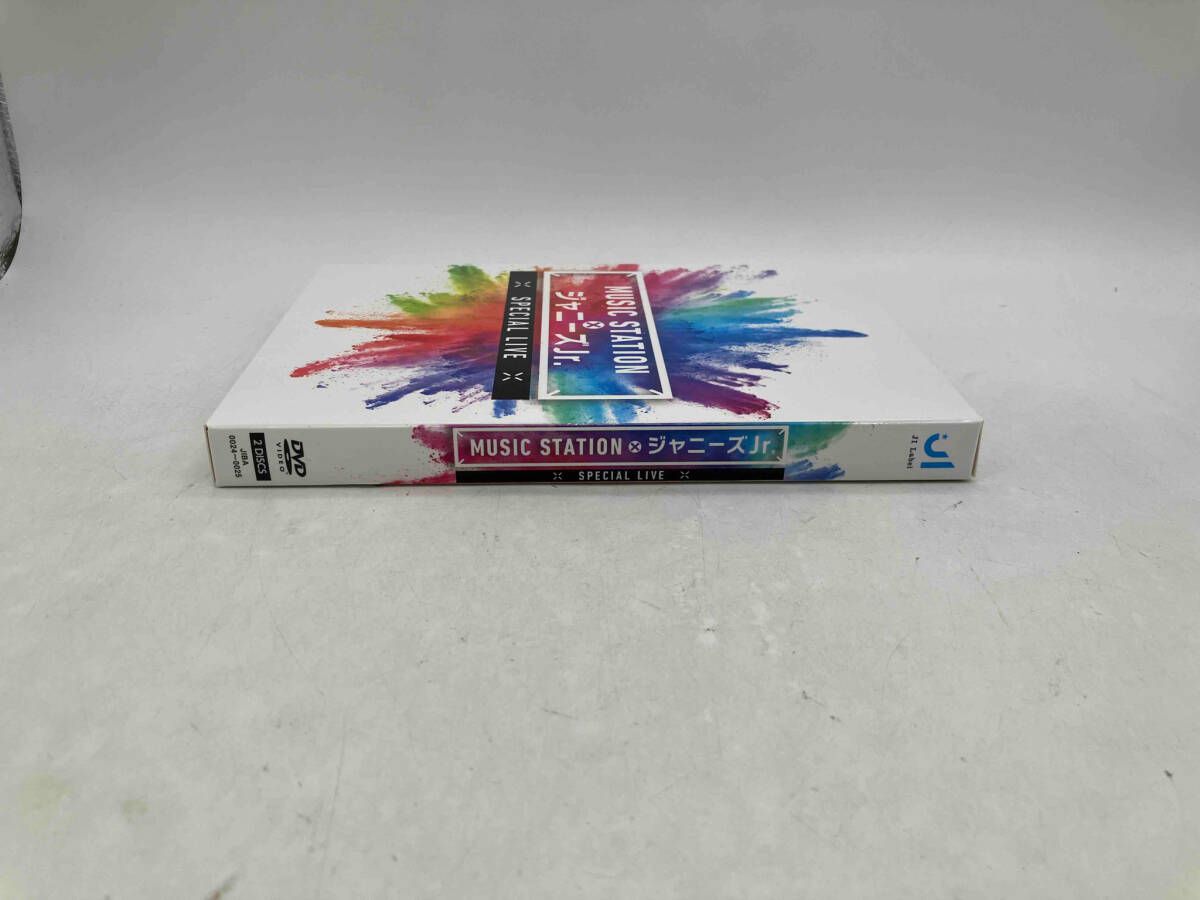 MUSIC STATION
×
ジャニーズJr.
SPECIAL LIVE
2 DISCS
JIBA
0024〜0025
DVD
VIDEO
MUSIC STATION × ジャニーズJr.
SPECIAL LIVE
JI Label